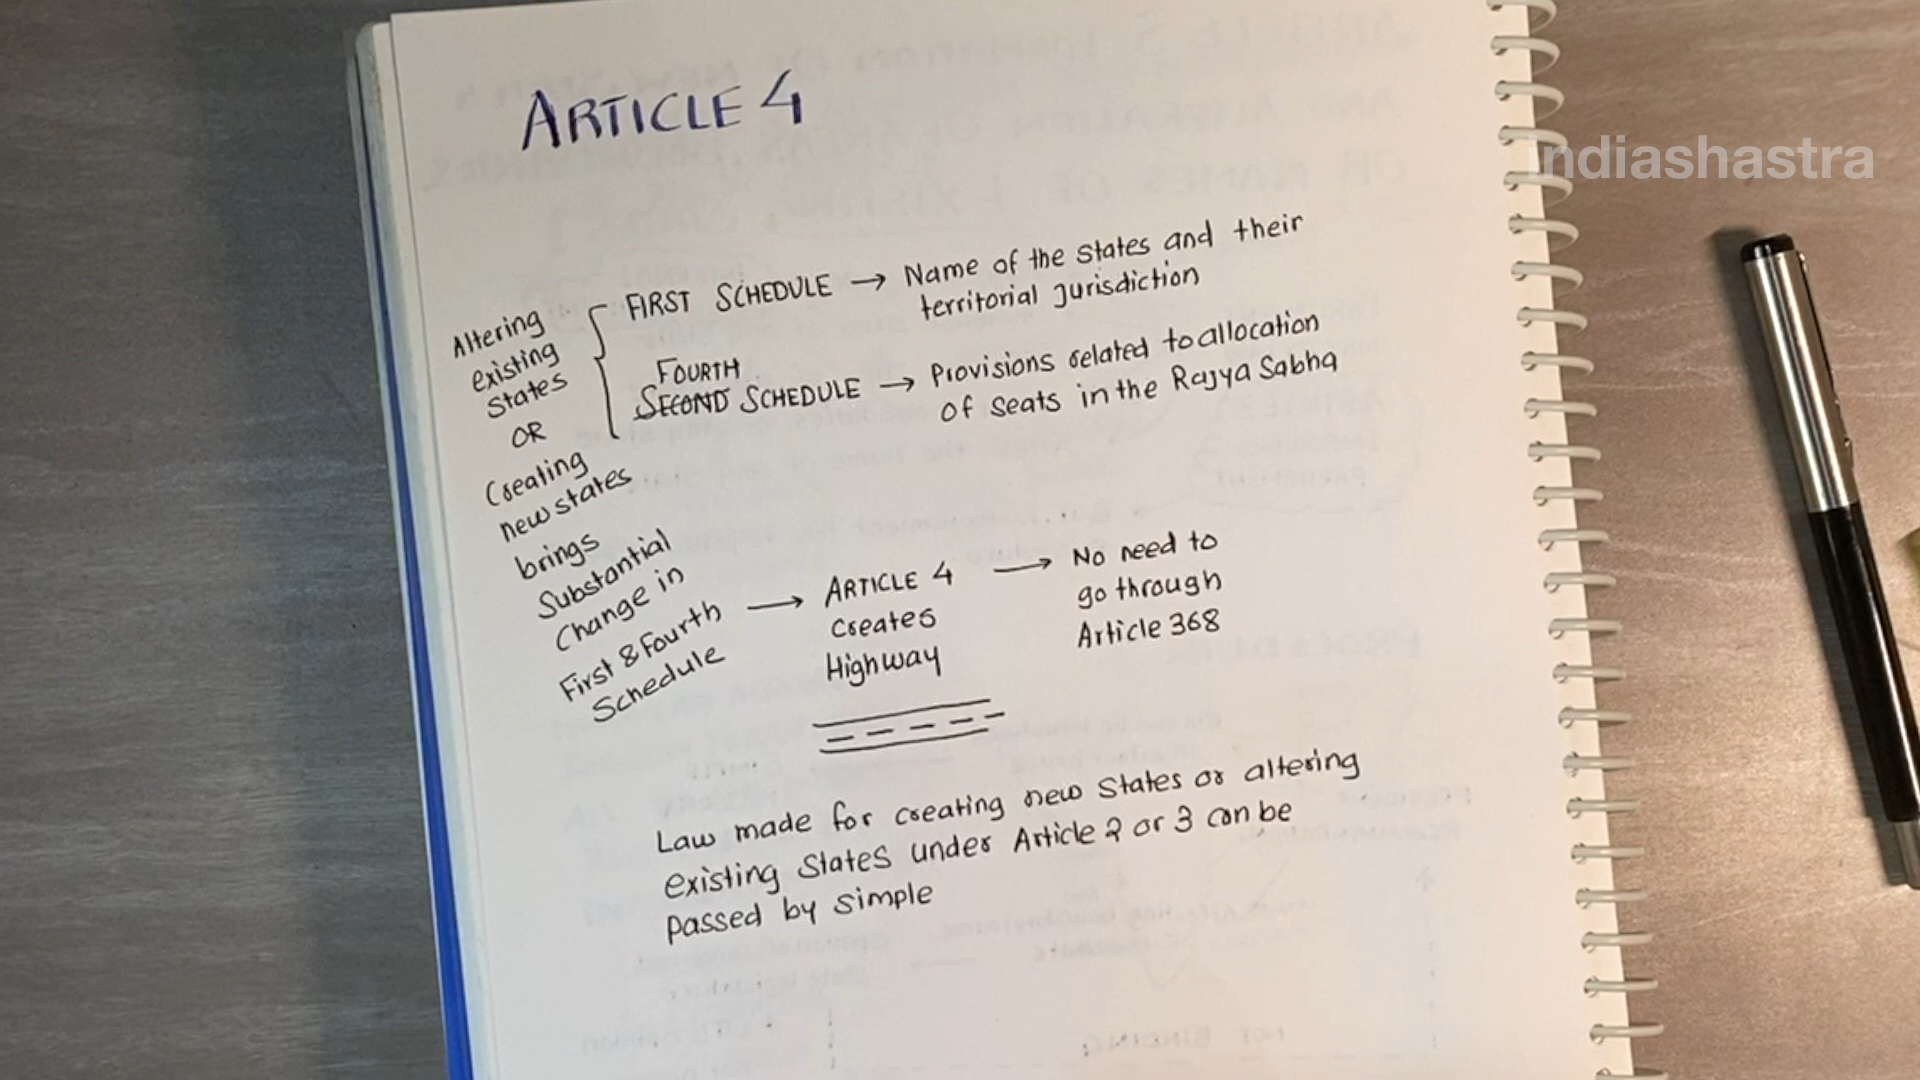 ARTICLE 4
ndiashastra
FIRST SCHEDULE → Name of the states and their
territorial jurisdiction
FOURTH
SECOND SCHEDULE → Provisions related to allocation
of seats in the Rajya Sabha
Altering
existing
States
OR
Creating
new states
brings
Substantial
Change in
First & Fourth
Schedule
→ ARTICLE 4
creates
Highway
→ No need to
go through
Article 368
Law made for creating new States or altering
existing States under Article 2 or 3 can be
passed by simple